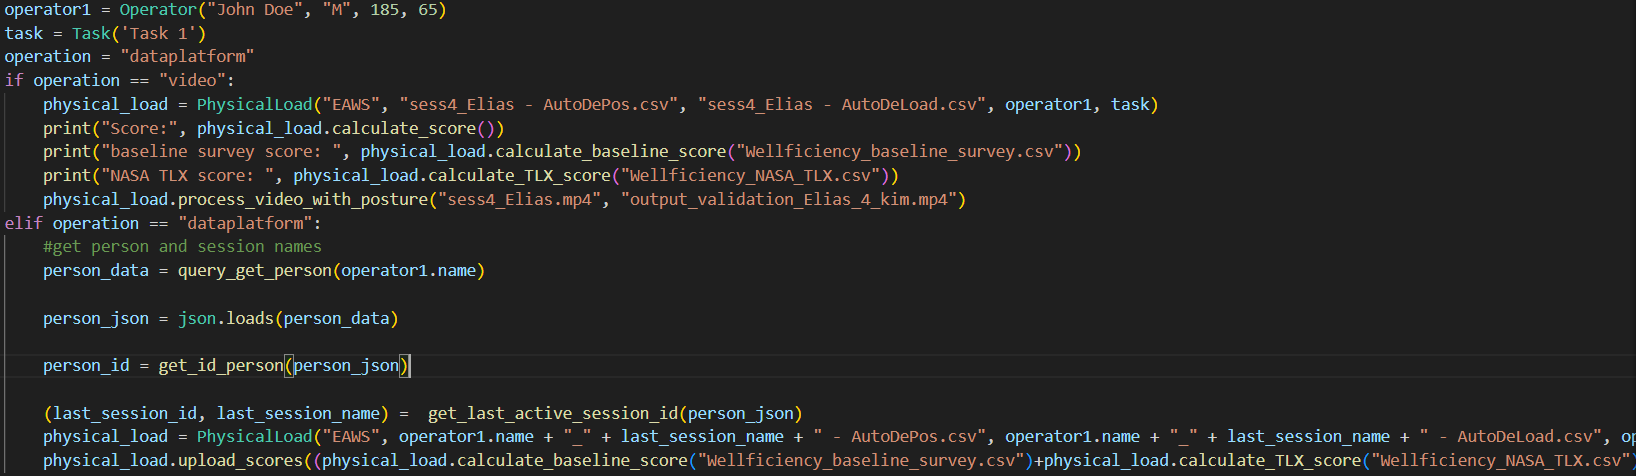 operator1 = Operator("John Doe", "M", 185, 65)
task = Task('Task 1')
operation = "dataplatform"
if operation == "video":
    physical_load = PhysicalLoad("EAWS", "sess4_Elias - AutoDePos.csv", "sess4_Elias - AutoDeLoad.csv", operator1, task)
    print("Score:", physical_load.calculate_score())
    print("baseline survey score: ", physical_load.calculate_baseline_score("Wellficiency_baseline_survey.csv"))
    print("NASA TLX score: ", physical_load.calculate_TLX_score("Wellficiency_NASA_TLX.csv"))
    physical_load.process_video_with_posture("sess4_Elias.mp4", "output_validation_Elias_4_kim.mp4")
elif operation == "dataplatform":
    #get person and session names
    person_data = query_get_person(operator1.name)
    person_json = json.loads(person_data)
    person_id = get_id_person(person_json)
    (last_session_id, last_session_name) =  get_last_active_session_id(person_json)
    physical_load = PhysicalLoad("EAWS", operator1.name + "_" + last_session_name + " - AutoDePos.csv", operator1.name + "_" + last_session_name + " - AutoDeLoad.csv", op
    physical_load.upload_scores((physical_load.calculate_baseline_score("Wellficiency_baseline_survey.csv")+physical_load.calculate_TLX_score("Wellficiency_NASA_TLX.csv")